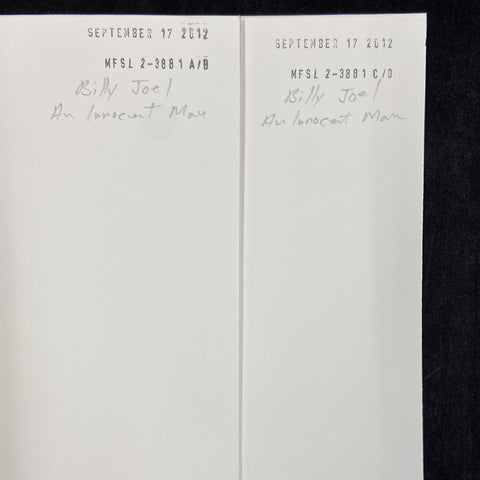 SEPTEMBER 17 2012
MFSL 2-3881 A/B
Billy Joel
An Innocent Man
SEPTEMBER 17 2012
MFSL 2-3881 C/D
Billy Joel
An Innocent Man